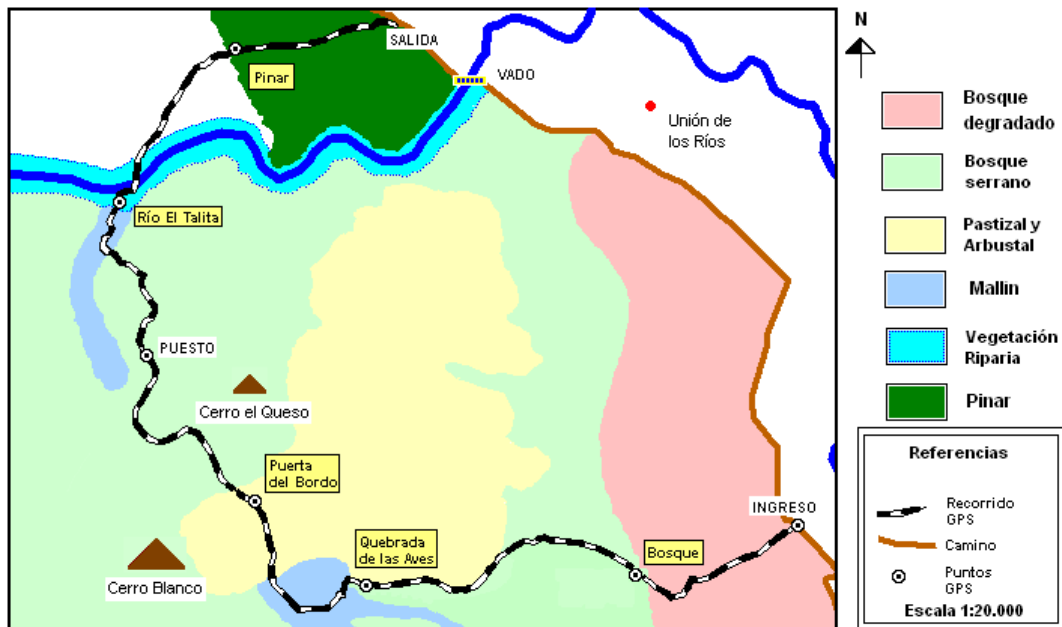 SALIDA
Pinar
VADO
Unión de
los Ríos
Río El Talita
PUESTO
Cerro el Queso
Puerta
del Bordo
INGRESO
Quebrada
de las Aves
Bosque
Cerro Blanco
N
Bosque
degradado
Bosque
serrano
Pastizal y
Arbustal
Mallin
Vegetación
Riparia
Pinar
Referencias
Recorrido
GPS
Camino
Puntos
GPS
Escala 1:20.000